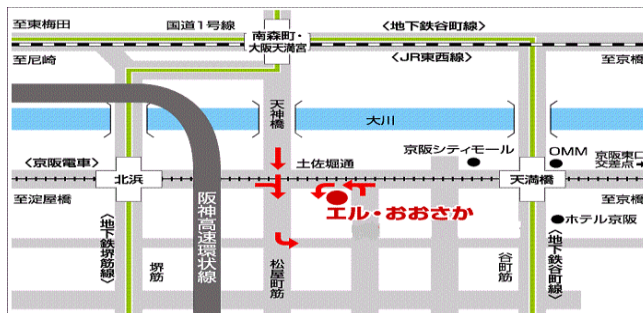 至東梅田
国道1号線
南森町・
大阪天満宮
〈地下鉄谷町線〉
至尼崎
〈JR東西線〉
至京橋
天神橋
大川
〈京阪電車〉
土佐堀通
京阪シティモール
OMM
京阪東口
交差点→
北浜
天満橋
至淀屋橋
阪神高速環状線
エル・おおさか
至京橋
ホテル京阪
〈地下鉄堺筋線〉
堺筋
松屋町筋
谷町筋
〈地下鉄谷町線〉